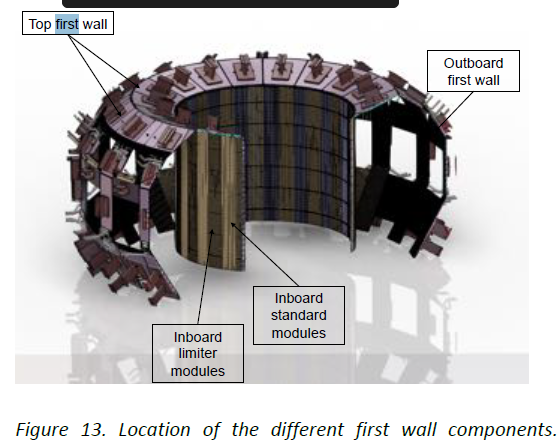 Top first wall
Outboard
first wall
Inboard
standard
modules
Inboard
limiter
modules
Figure 13. Location of the different first wall components.